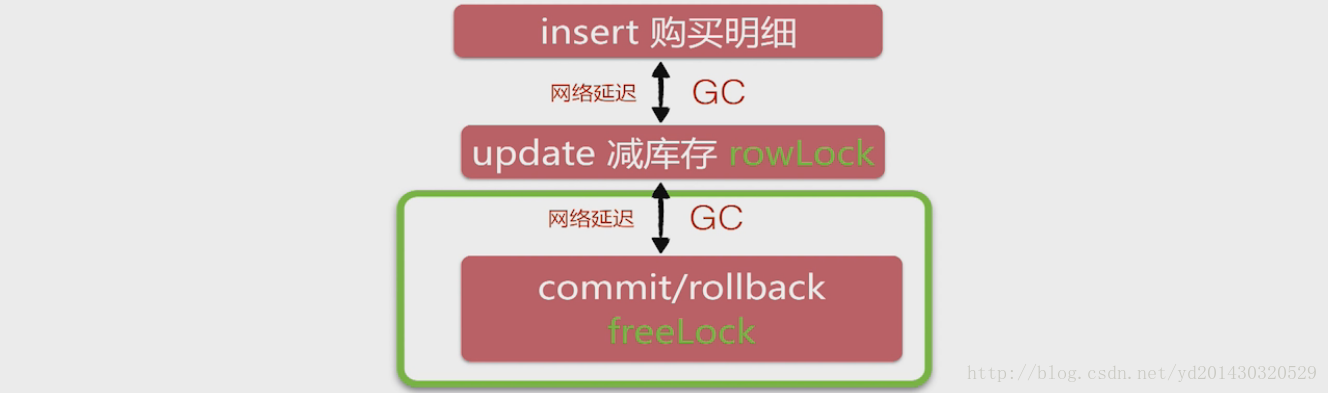 insert 购买明细
网络延迟 GC
update 减库存 rowLock
网络延迟 GC
commit/rollback
freeLock
http://blog.csdn.net/yd201430320529